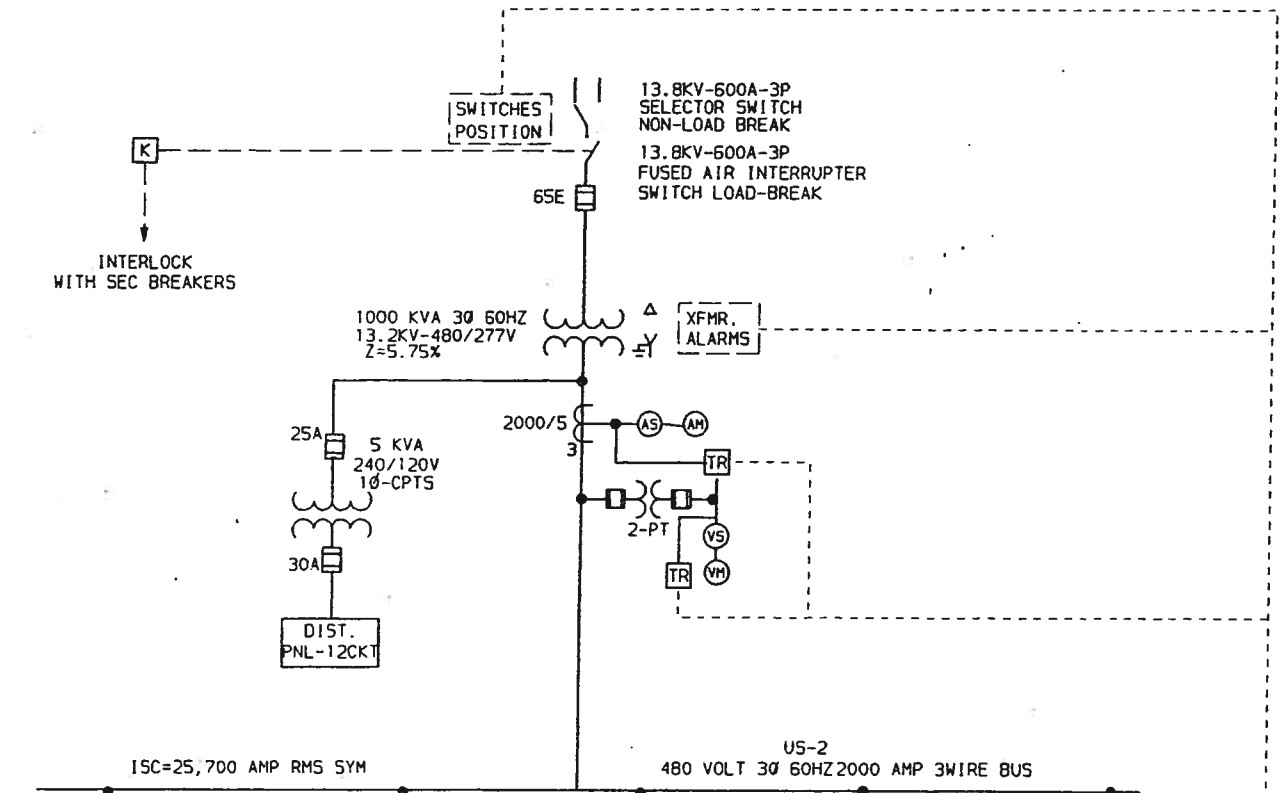 13.8KV-600A-3P
SELECTOR SWITCH
NON-LOAD BREAK
SWITCHES
POSITION
13.8KV-600A-3P
FUSED AIR INTERRUPTER
SWITCH LOAD-BREAK
K
65E
INTERLOCK
WITH SEC BREAKERS
1000 KVA 3Ø 60HZ
13.2KV-480/277V
Z=5.75%
XFMR.
ALARMS
2000/5
3
AS
AM
25A
5 KVA
240/120V
1Ø-CPTS
TR
2-PT
VS
VM
TR
30A
DIST.
PNL-12CKT
ISC=25,700 AMP RMS SYM
US-2
480 VOLT 3Ø 60HZ 2000 AMP 3WIRE BUS